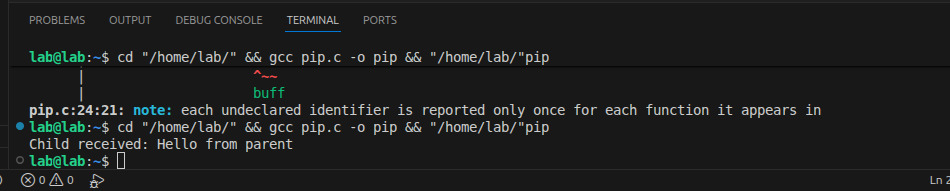 PROBLEMS OUTPUT DEBUG CONSOLE TERMINAL PORTS
lab@lab:~$ cd "/home/lab/" && gcc pip.c -o pip && "/home/lab/"pip
| ^~~
| buff
pip.c:24:21: note: each undeclared identifier is reported only once for each function it appears in
lab@lab:~$ cd "/home/lab/" && gcc pip.c -o pip && "/home/lab/"pip
Child received: Hello from parent
lab@lab:~$
0 0 Ln 2